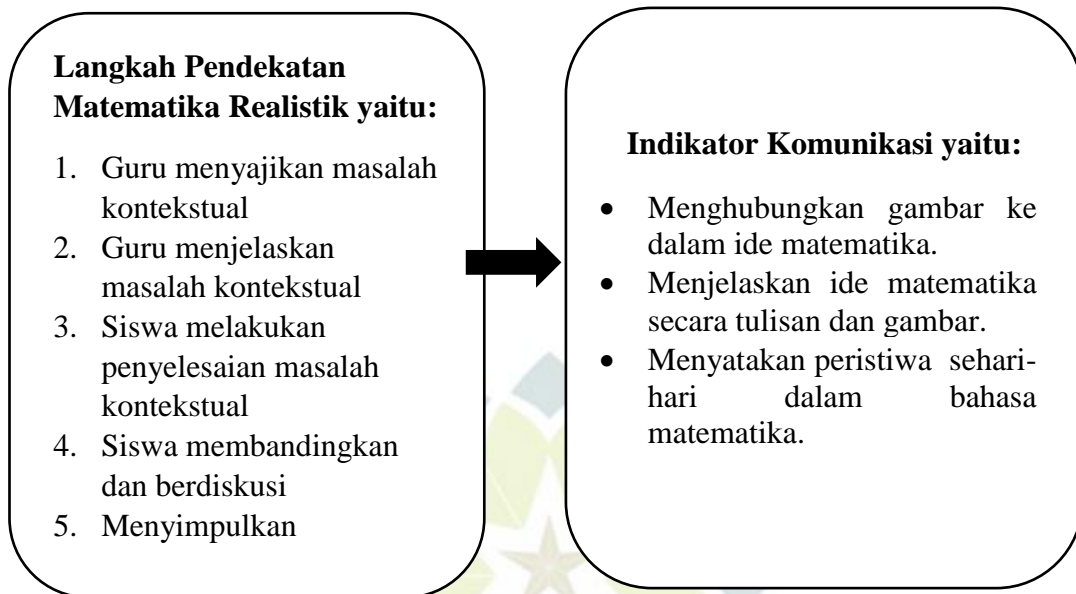 Langkah Pendekatan
Matematika Realistik yaitu:
1. Guru menyajikan masalah
kontekstual
2. Guru menjelaskan
masalah kontekstual
3. Siswa melakukan
penyelesaian masalah
kontekstual
4. Siswa membandingkan
dan berdiskusi
5. Menyimpulkan
Indikator Komunikasi yaitu:
• Menghubungkan gambar ke
dalam ide matematika.
• Menjelaskan ide matematika
secara tulisan dan gambar.
• Menyatakan peristiwa sehari-
hari dalam bahasa
matematika.